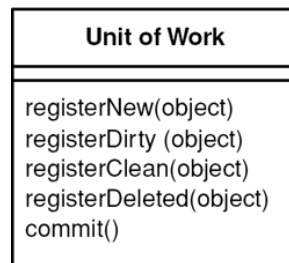 Unit of Work
registerNew(object)
registerDirty (object)
registerClean(object)
registerDeleted(object)
commit()